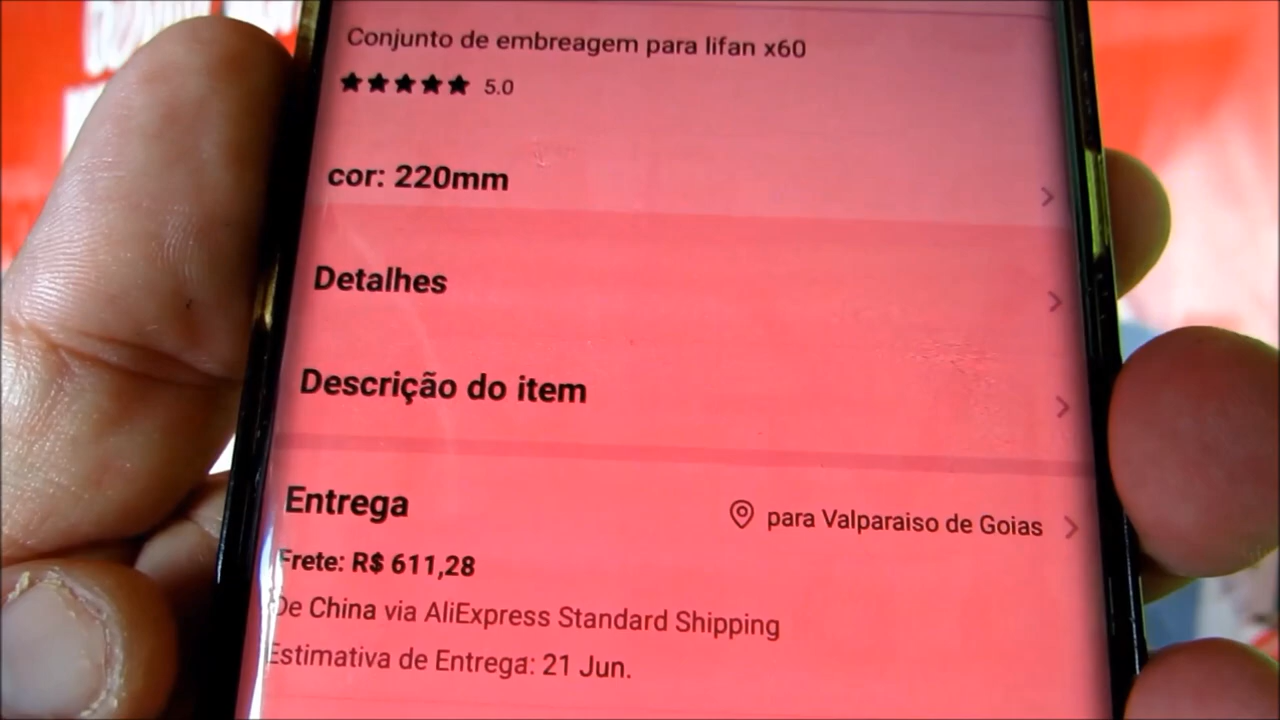 Conjunto de embreagem para lifan x60
★★★★★ 5.0
cor: 220mm
Detalhes
Descrição do item
Entrega
para Valparaiso de Goias
Frete: R$ 611,28
De China via AliExpress Standard Shipping
Estimativa de Entrega: 21 Jun.